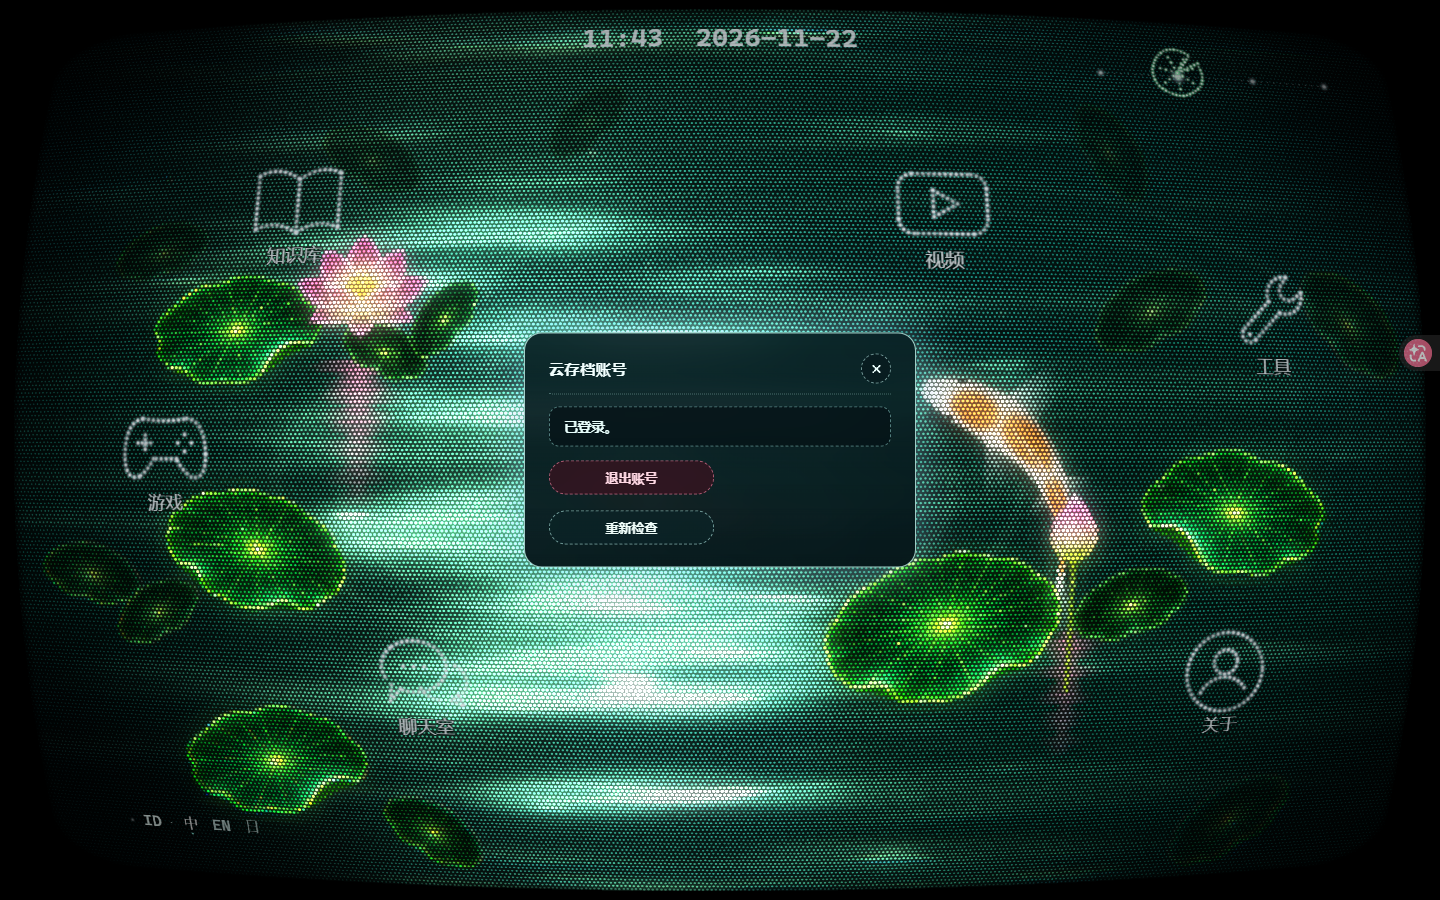 11:43 2026-11-22
知识库
视频
工具
云存档账号
已登录。
退出账号
重新检查
游戏
聊天室
关于
ID 中 EN 日